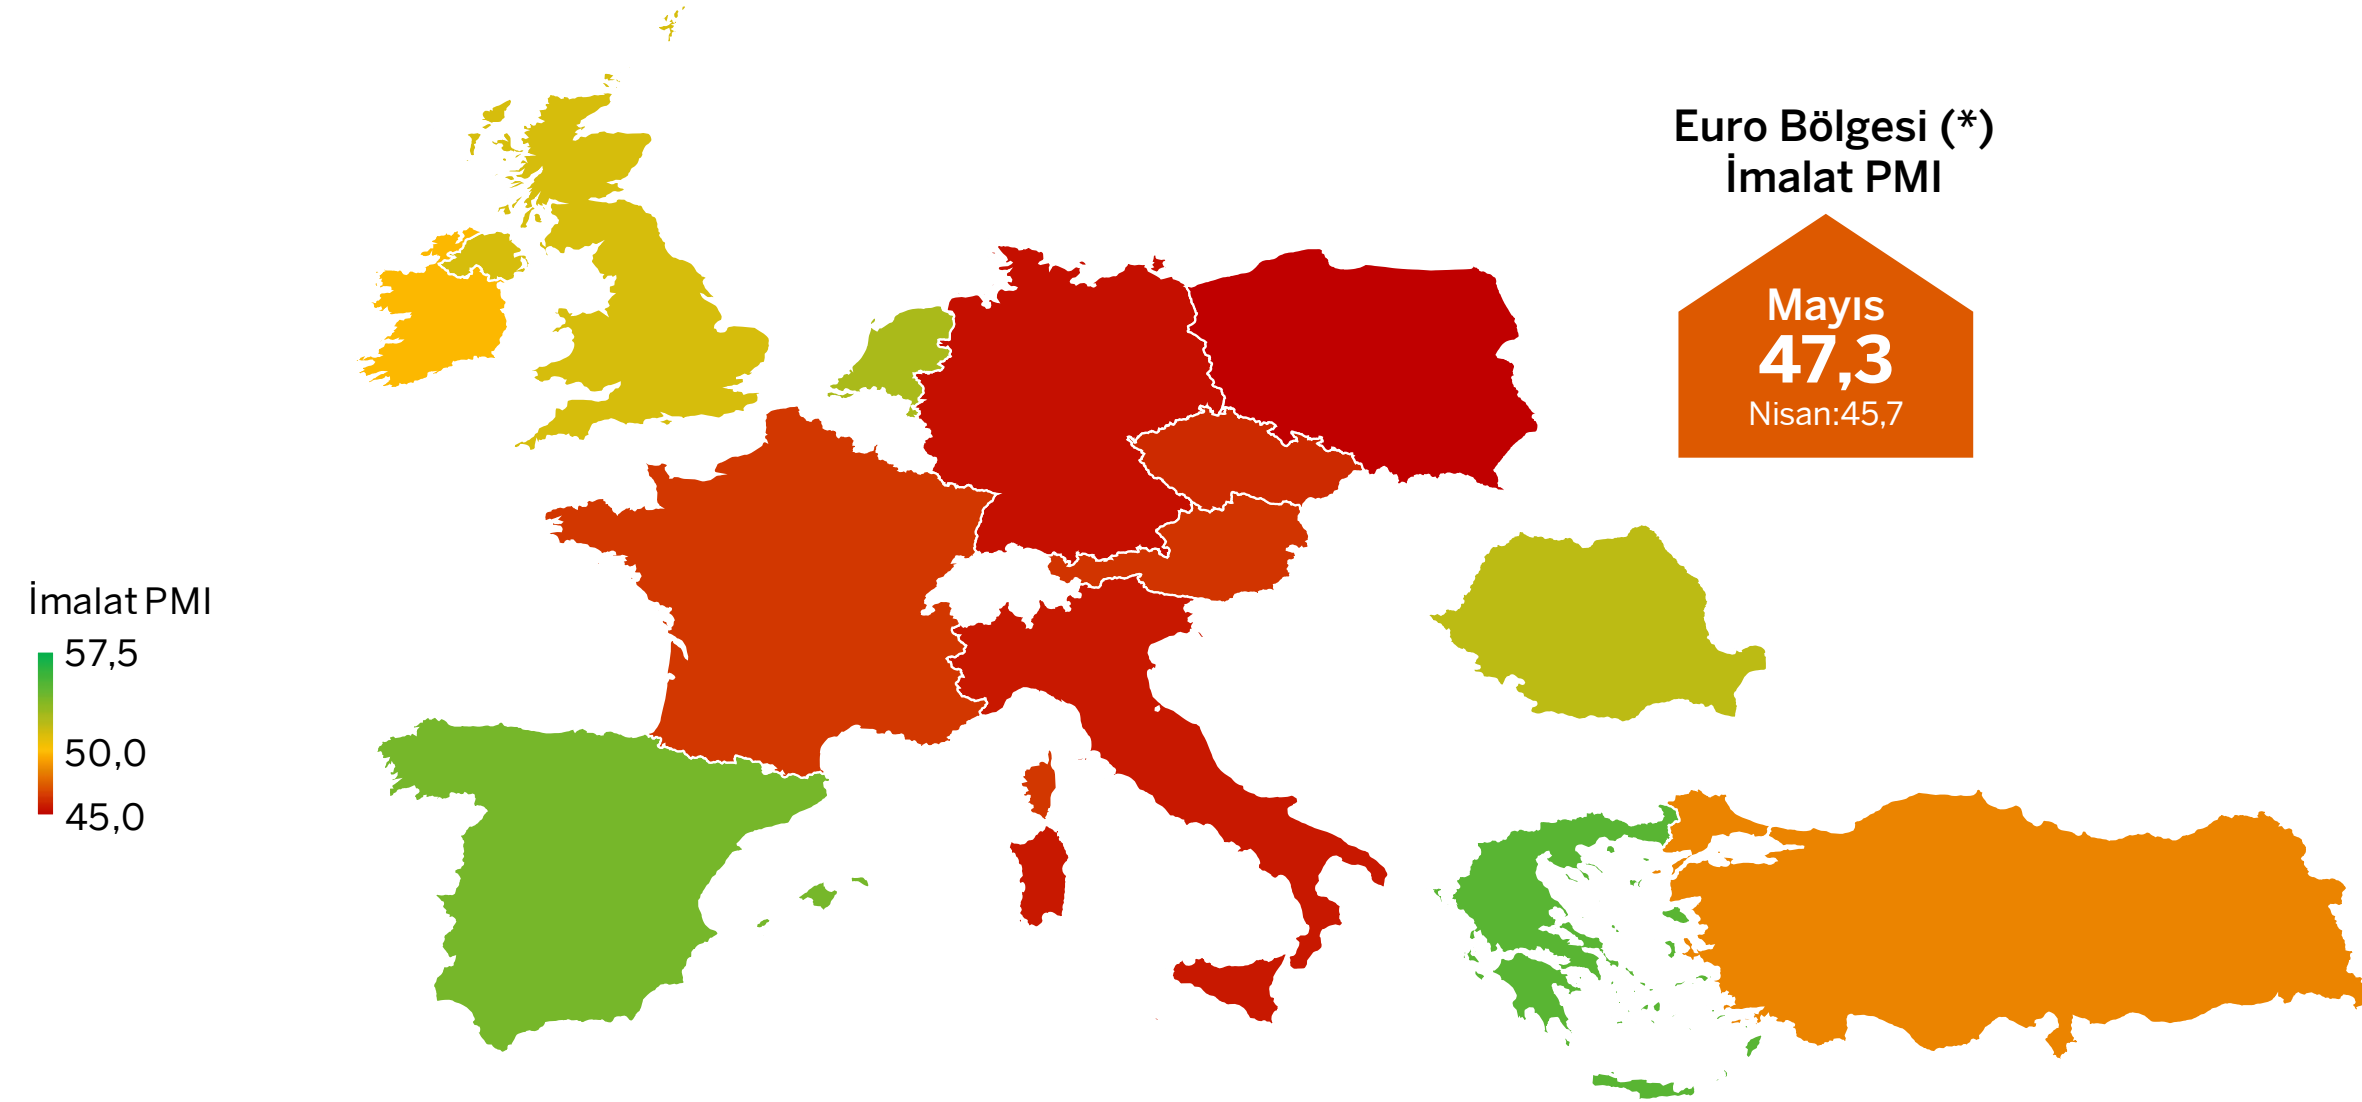 Euro Bölgesi (*)
İmalat PMI
Mayıs
47,3
Nisan:45,7
İmalat PMI
57,5
50,0
45,0